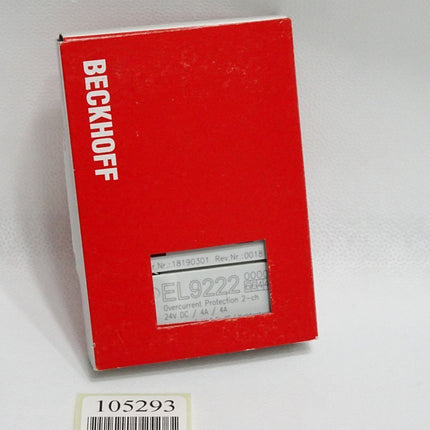 BECKHOFF
Nr.:18190301 Rev.Nr.:0018
EL9222
Overcurrent Protection 2-ch
24V DC / 4A / 4A
105293